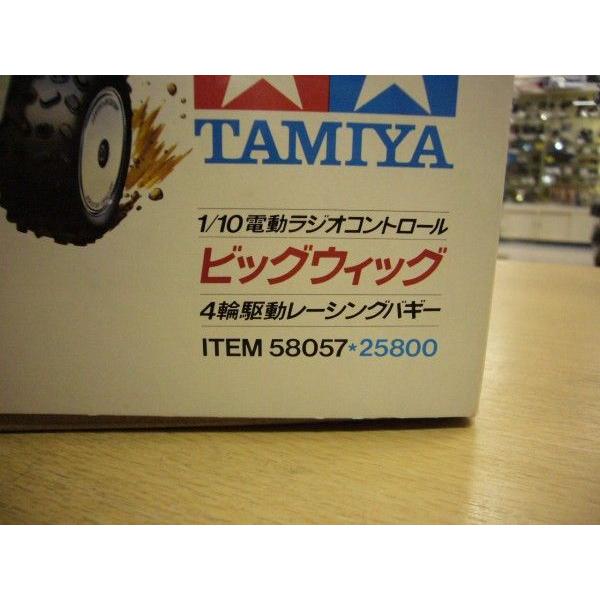 TAMIYA
1/10電動ラジオコントロール
ビッグウィッグ
4輪駆動レーシングバギー
ITEM 58057*25800